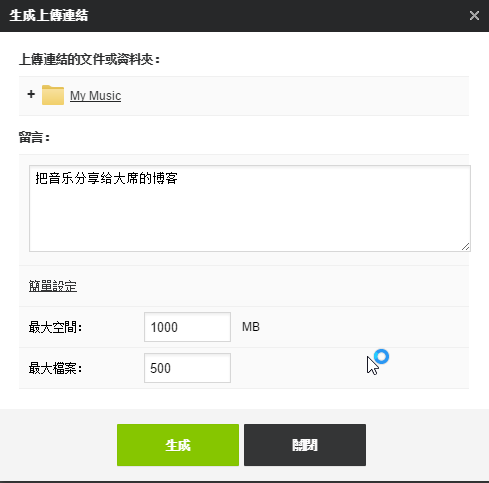 生成上傳連結
上傳連結的文件或資料夾：
+ My Music
留言：
把音乐分享给大席的博客
簡單設定
最大空間： 1000 MB
最大檔案： 500
生成 關閉